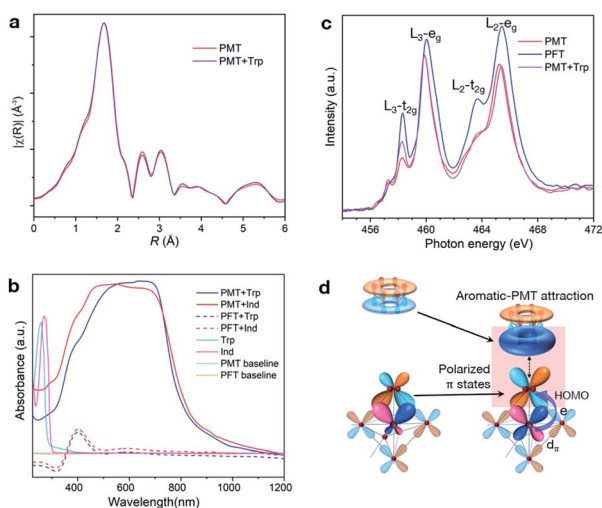 a
PMT
PMT+Trp
|χ(R)| (Å⁻³)
0 1 2 3 4 5 6
R (Å)
c
L₃-e_g
L₂-e_g
PMT
PFT
PMT+Trp
L₂-t₂g
L₃-t₂g
Intensity (a.u.)
456 460 464 468 472
Photon energy (eV)
b
PMT+Trp
PMT+Ind
PFT+Trp
PFT+Ind
Trp
Ind
PMT baseline
PFT baseline
Absorbance (a.u.)
400 600 800 1000 1200
Wavelength(nm)
d
Aromatic-PMT attraction
Polarized
π states
HOMO
e
d_π